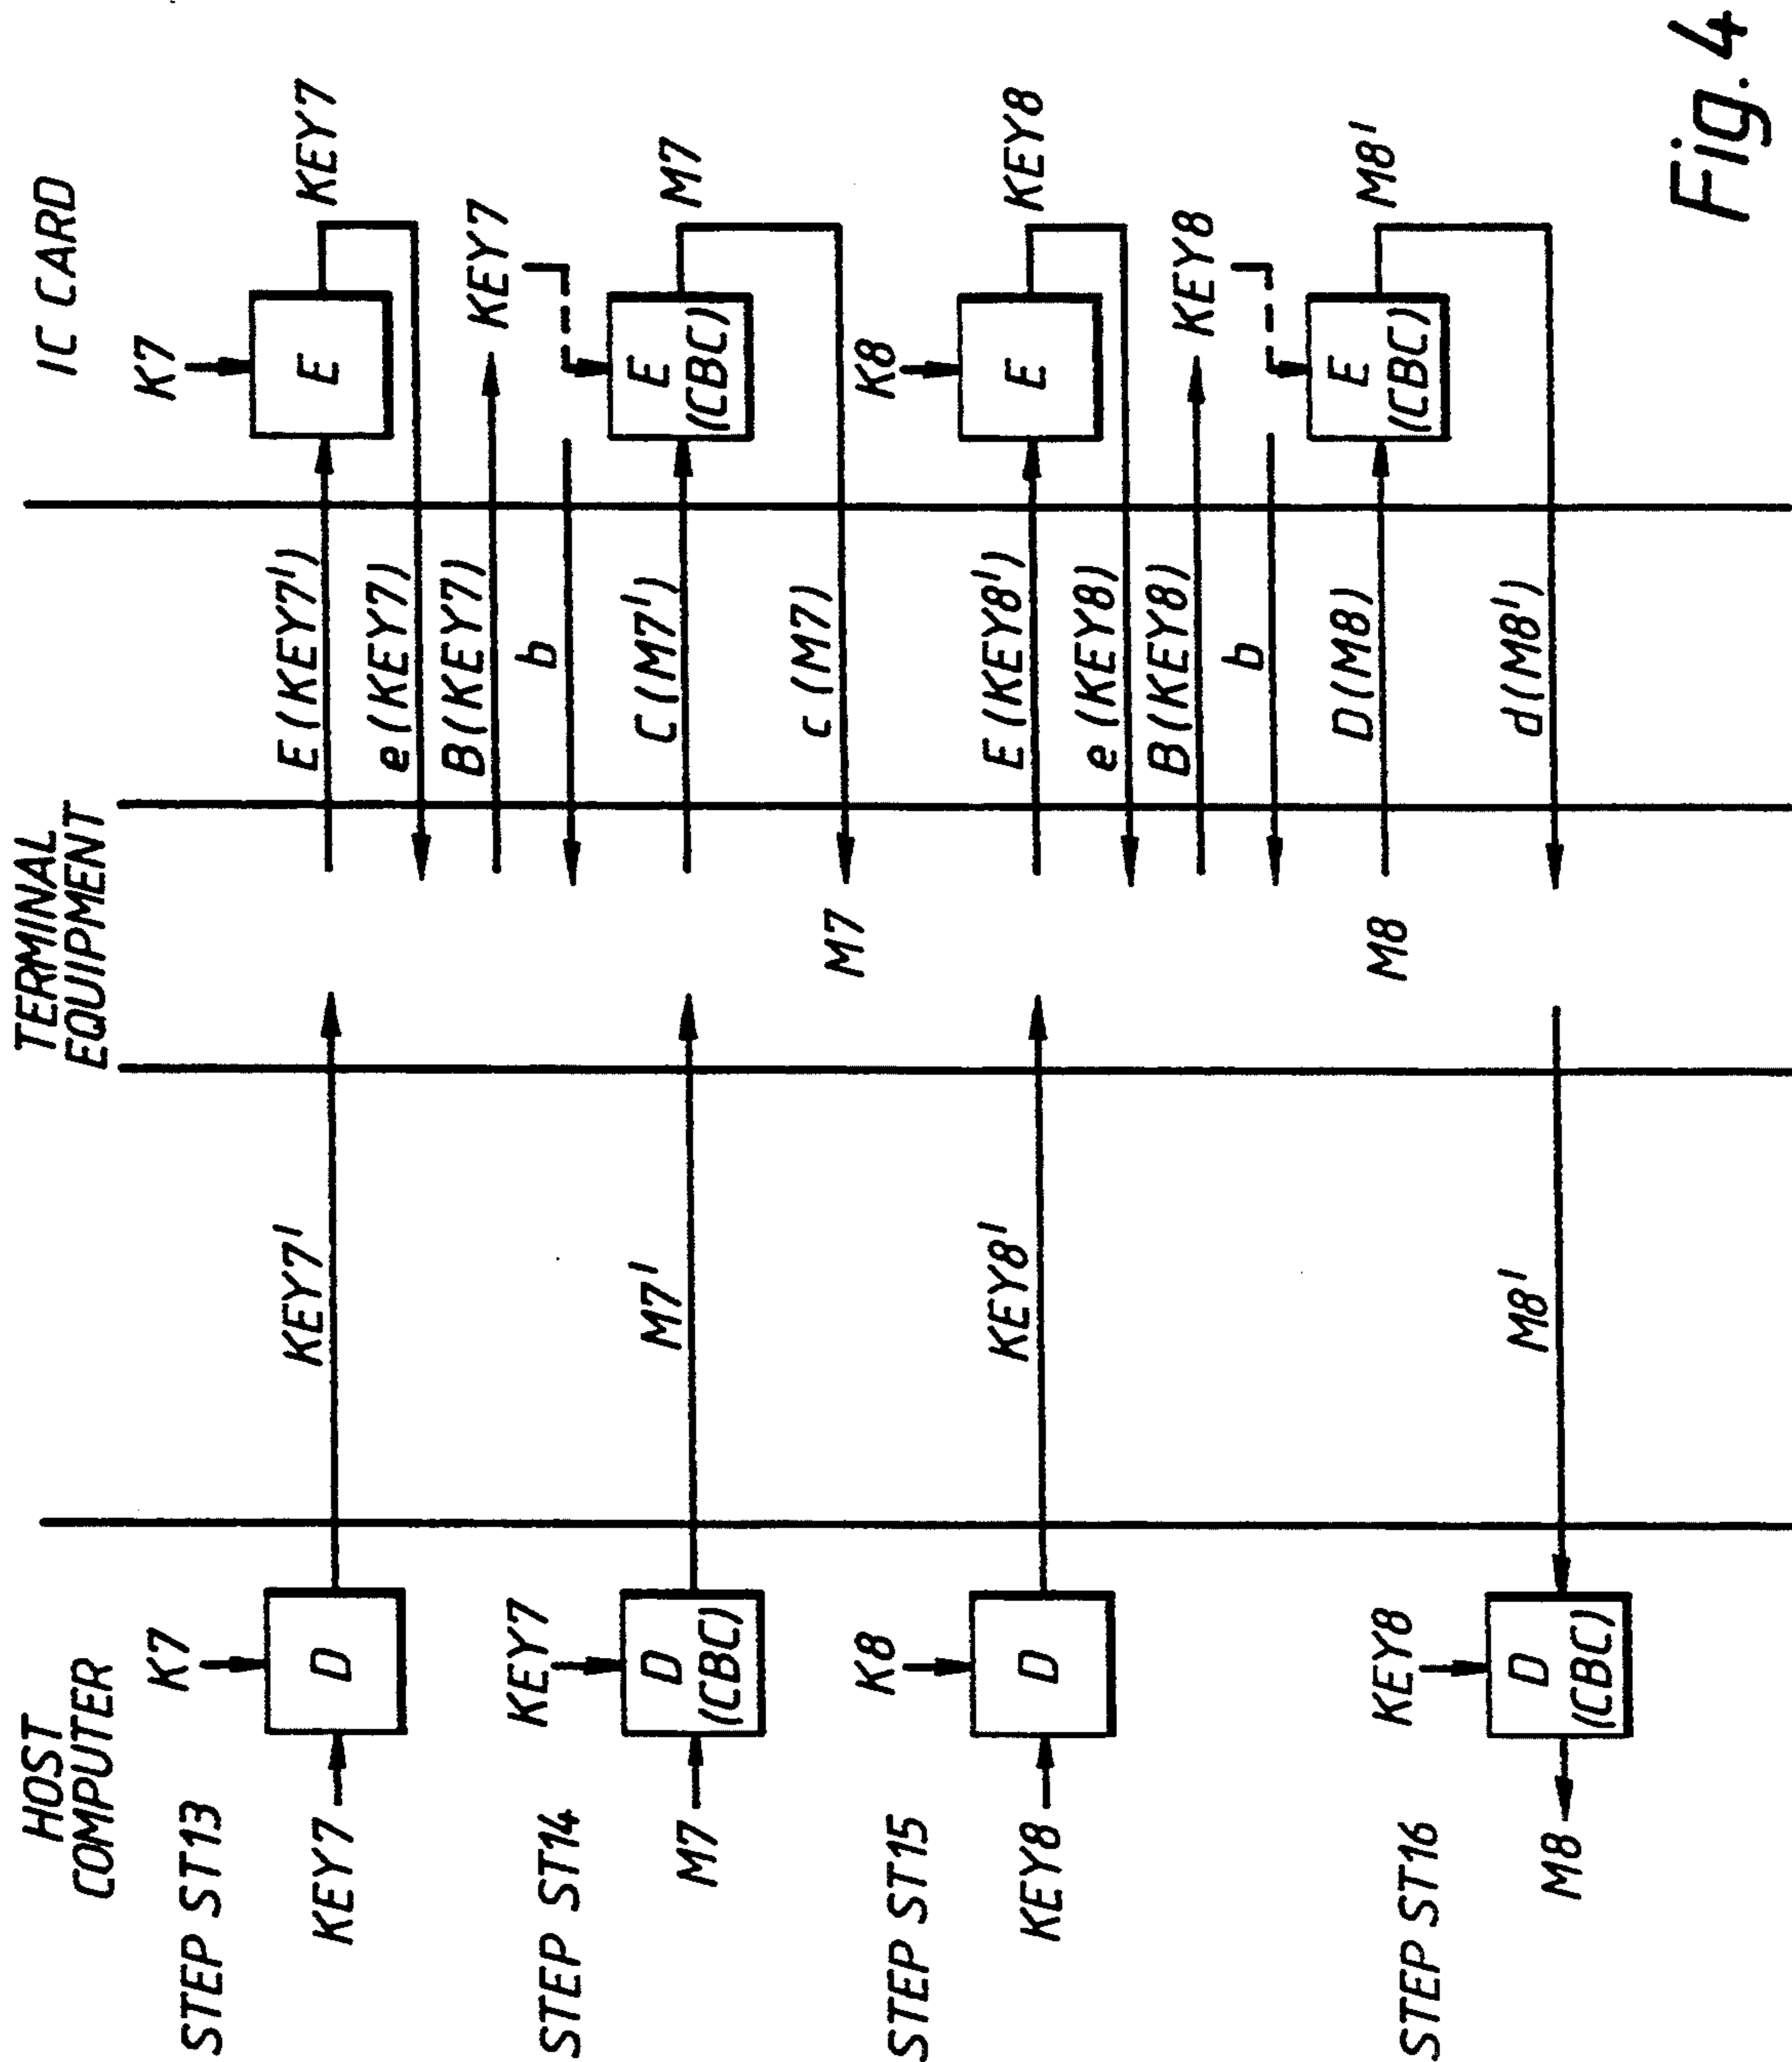 HOST
COMPUTER
TERMINAL
EQUIPMENT
IC CARD
STEP ST13
K7
K7
KEY7
D
KEY7'
E(KEY7')
E
KEY7
e(KEY7)
B(KEY7)
KEY7
STEP ST14
KEY7
b
M7
D
(CBC)
M7'
C(M7')
E
(CBC)
M7
M7
c(M7)
STEP ST15
K8
K8
KEY8
D
KEY8'
E(KEY8')
E
KEY8
e(KEY8)
B(KEY8)
KEY8
b
STEP ST16
KEY8
M8
D(M8)
E
(CBC)
M8'
M8
D
(CBC)
M8'
d(M8')
Fig. 4